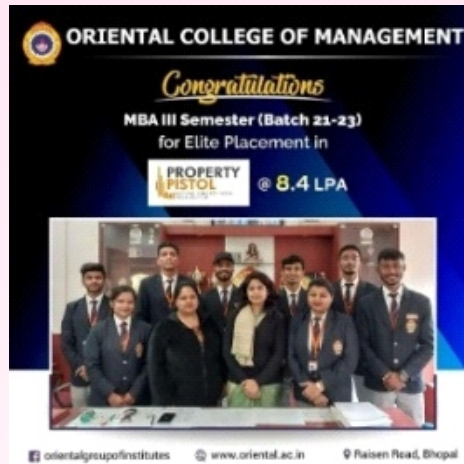 ORIENTAL COLLEGE OF MANAGEMENT
Congratulations
MBA III Semester (Batch 21-23)
for Elite Placement in
PROPERTY
PISTOL
@ 8.4 LPA
orientalgroupofinstitutes www.oriental.ac.in Raisen Road, Bhopal